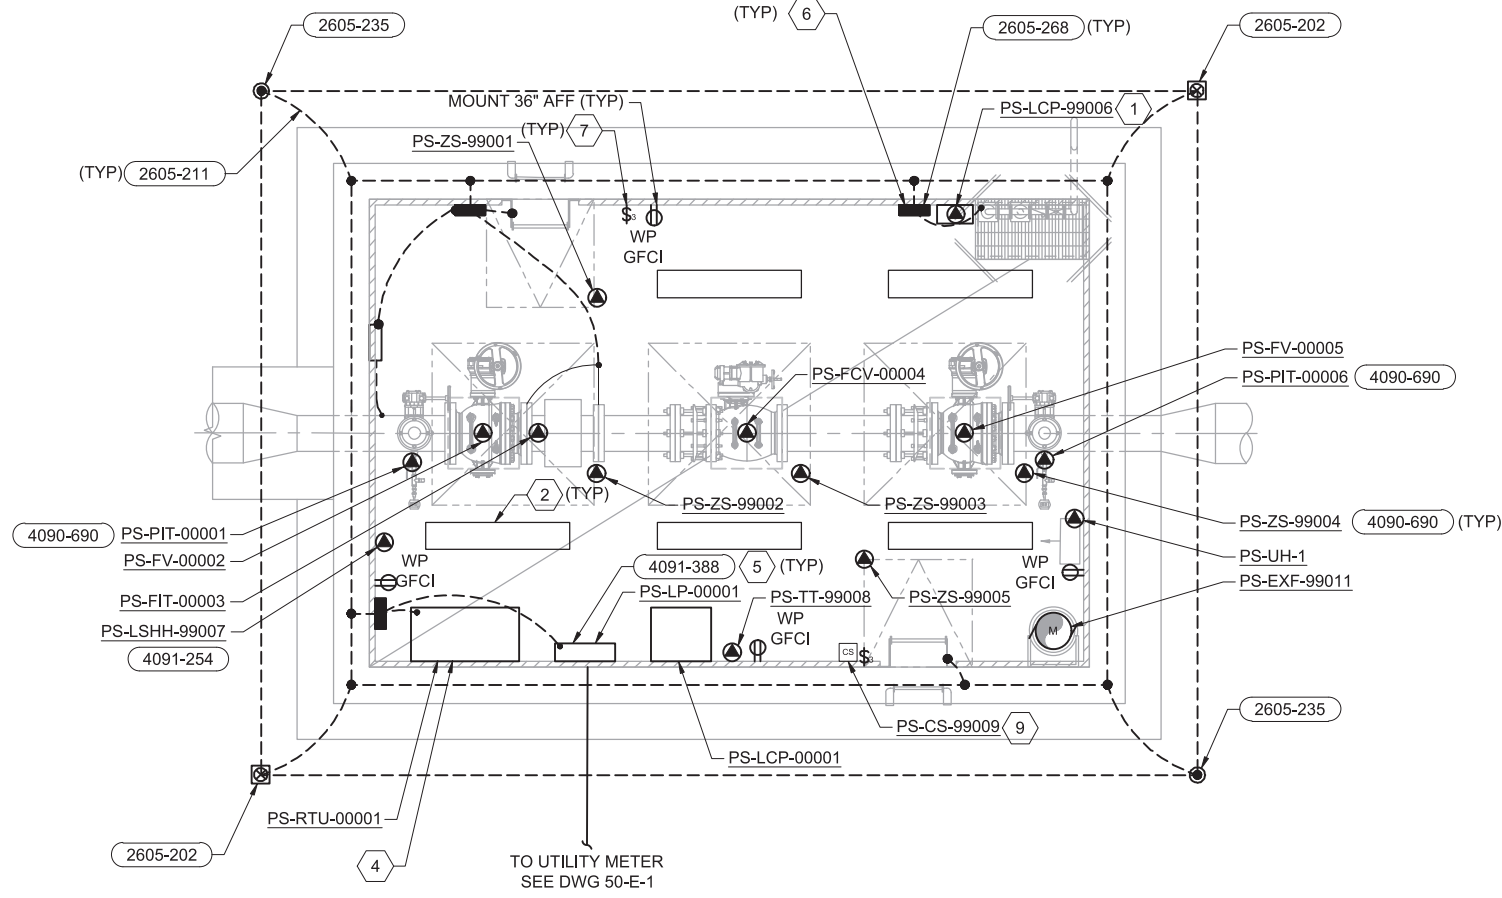 (TYP) 6
2605-235
2605-268 (TYP)
2605-202
MOUNT 36" AFF (TYP)
PS-LCP-99006 1
(TYP) 7
PS-ZS-99001
(TYP) 2605-211
$3
WP
GFCI
PS-FV-00005
PS-FCV-00004
PS-PIT-00006 4090-690
2 (TYP)
PS-ZS-99002
PS-ZS-99003
PS-ZS-99004 4090-690 (TYP)
4090-690 PS-PIT-00001
PS-FV-00002
WP
GFCI
4091-388 5 (TYP)
WP
GFCI
PS-UH-1
PS-EXF-99011
PS-FIT-00003
PS-LP-00001
PS-TT-99008
PS-ZS-99005
WP
GFCI
PS-LSHH-99007
4091-254
M
CS $3
2605-235
PS-CS-99009 9
PS-LCP-00001
PS-RTU-00001
2605-202
4
TO UTILITY METER
SEE DWG 50-E-1